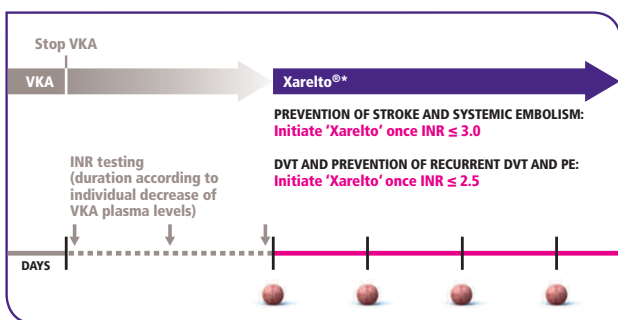 Stop VKA
VKA
Xarelto®*
PREVENTION OF STROKE AND SYSTEMIC EMBOLISM:
Initiate ‘Xarelto‘ once INR ≤ 3.0
DVT AND PREVENTION OF RECURRENT DVT AND PE:
Initiate ‘Xarelto‘ once INR ≤ 2.5
INR testing
(duration according to
individual decrease of
VKA plasma levels)
DAYS